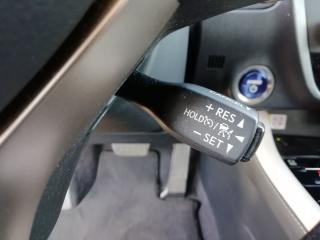 + RES ▲
HOLD/
− SET ▼